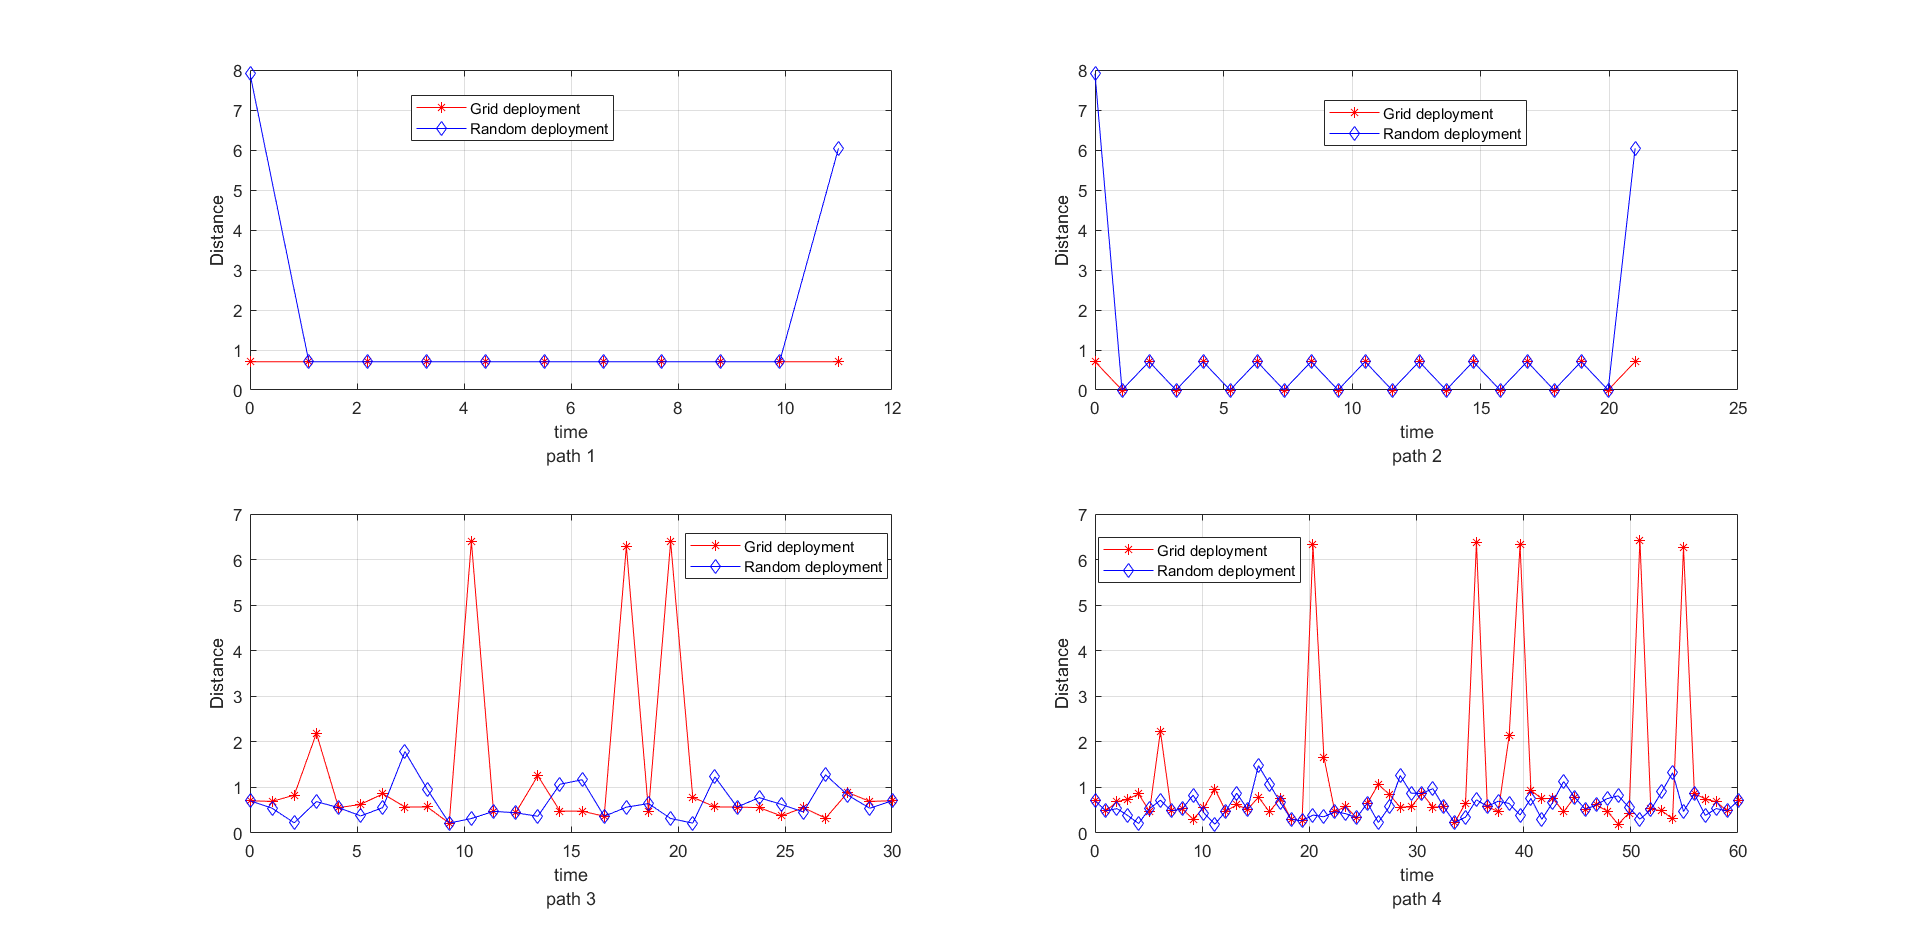 8
7
6
5
4
3
2
1
0
Distance
Grid deployment
Random deployment
0 2 4 6 8 10 12
time
path 1
8
7
6
5
4
3
2
1
0
Distance
Grid deployment
Random deployment
0 5 10 15 20 25
time
path 2
7
6
5
4
3
2
1
0
Distance
Grid deployment
Random deployment
0 5 10 15 20 25 30
time
path 3
7
6
5
4
3
2
1
0
Distance
Grid deployment
Random deployment
0 10 20 30 40 50 60
time
path 4